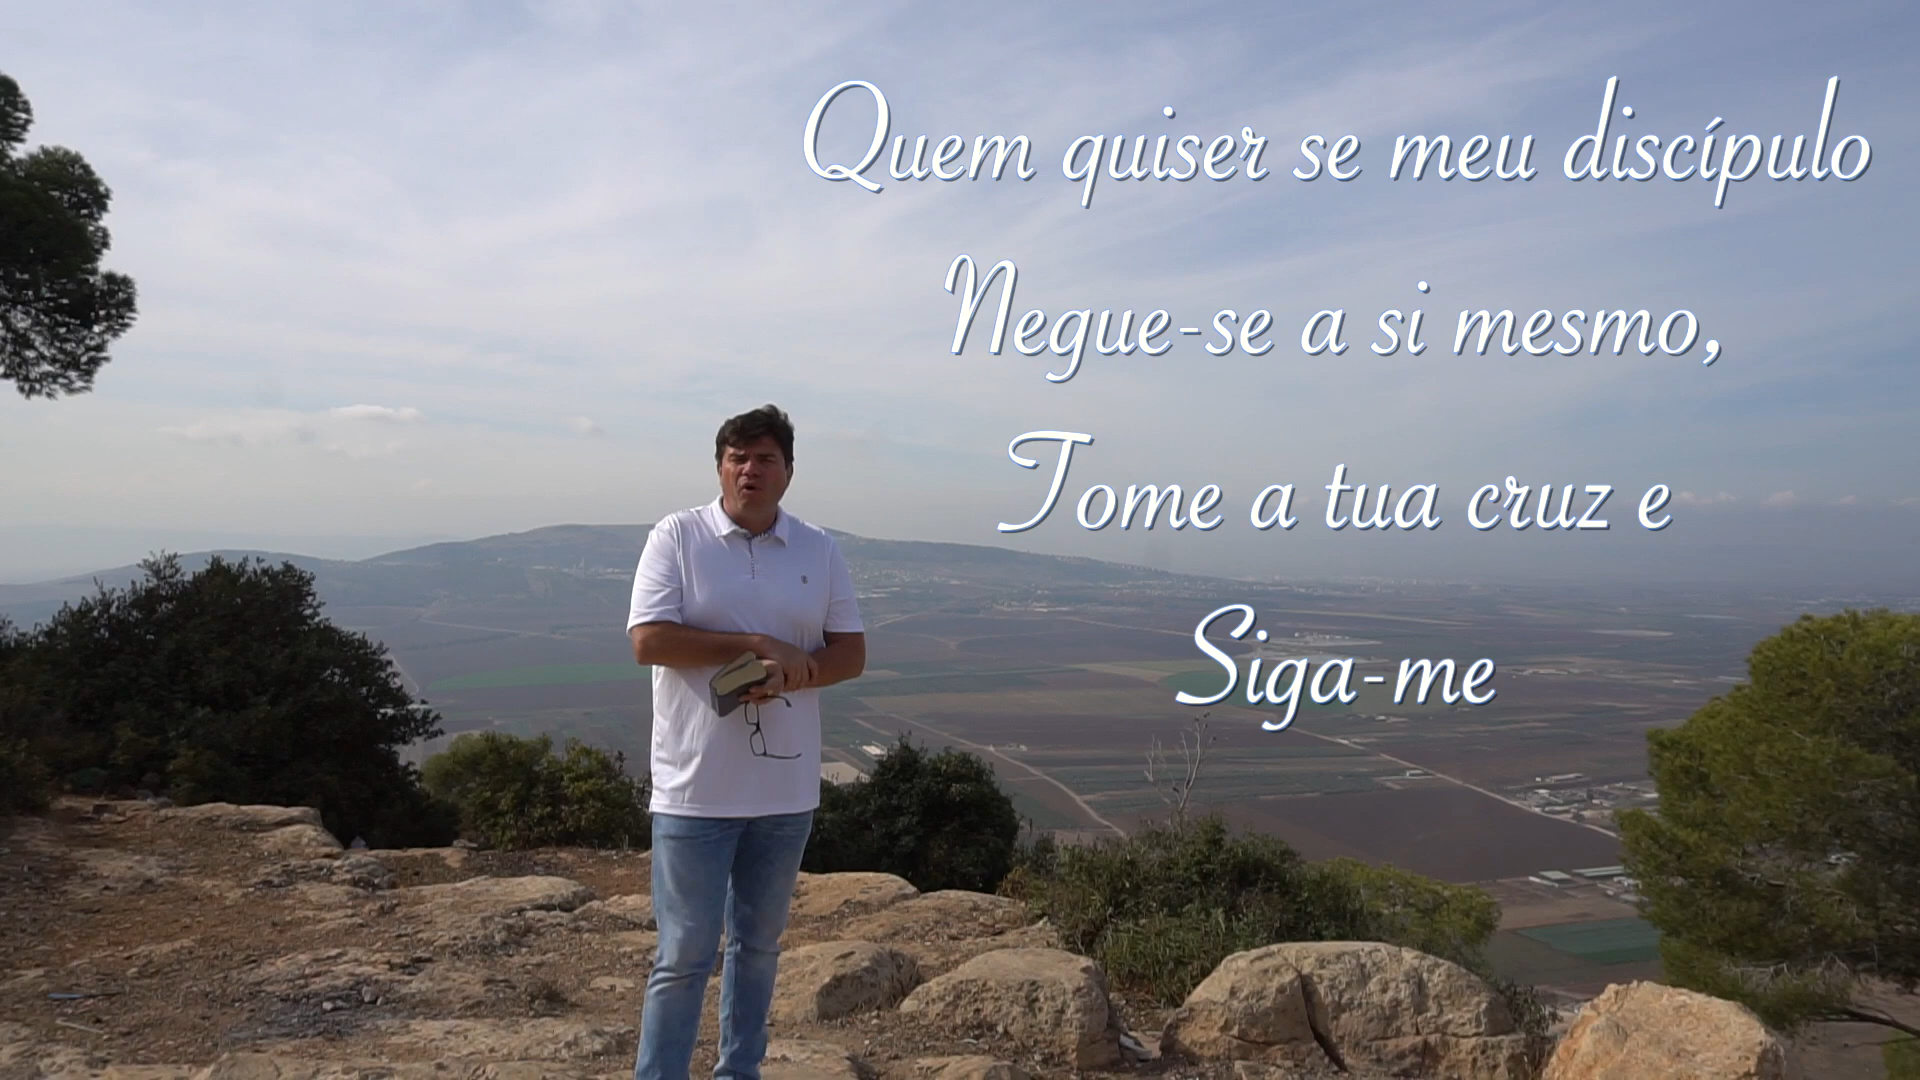 Quem quiser se meu discípulo
Negue-se a si mesmo,
Tome a tua cruz e
Siga-me